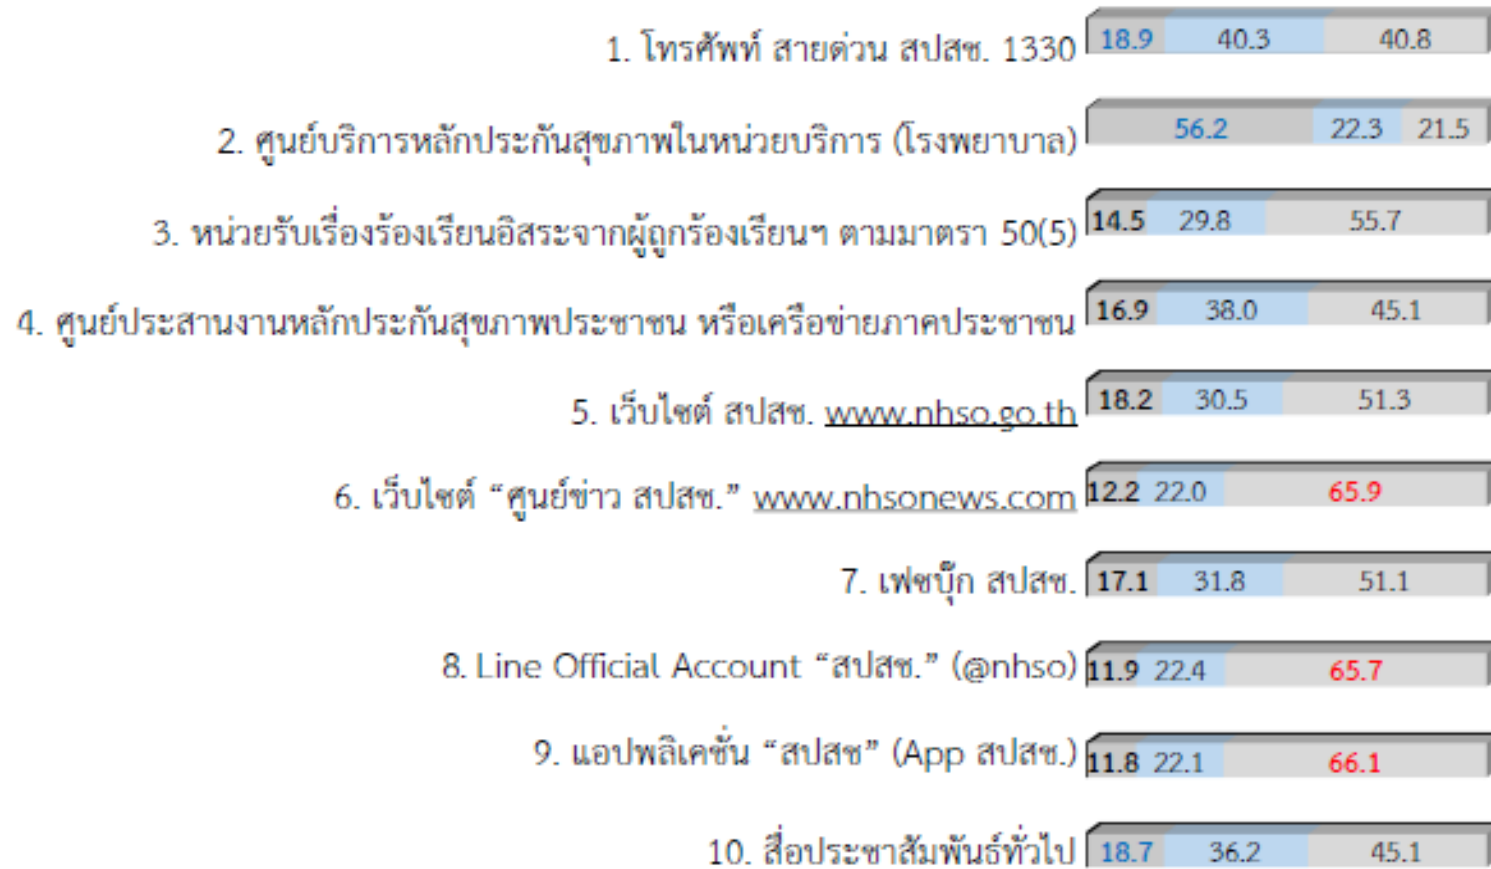 1. โทรศัพท์ สายด่วน สปสช. 1330 18.9 40.3 40.8
2. ศูนย์บริการหลักประกันสุขภาพในหน่วยบริการ (โรงพยาบาล) 56.2 22.3 21.5
3. หน่วยรับเรื่องร้องเรียนอิสระจากผู้ถูกร้องเรียนฯ ตามมาตรา 50(5) 14.5 29.8 55.7
4. ศูนย์ประสานงานหลักประกันสุขภาพประชาชน หรือเครือข่ายภาคประชาชน 16.9 38.0 45.1
5. เว็บไซต์ สปสช. www.nhso.go.th 18.2 30.5 51.3
6. เว็บไซต์ “ศูนย์ข่าว สปสช.” www.nhsonews.com 12.2 22.0 65.9
7. เฟซบุ๊ก สปสช. 17.1 31.8 51.1
8. Line Official Account “สปสช.” (@nhso) 11.9 22.4 65.7
9. แอปพลิเคชั่น “สปสช” (App สปสช.) 11.8 22.1 66.1
10. สื่อประชาสัมพันธ์ทั่วไป 18.7 36.2 45.1